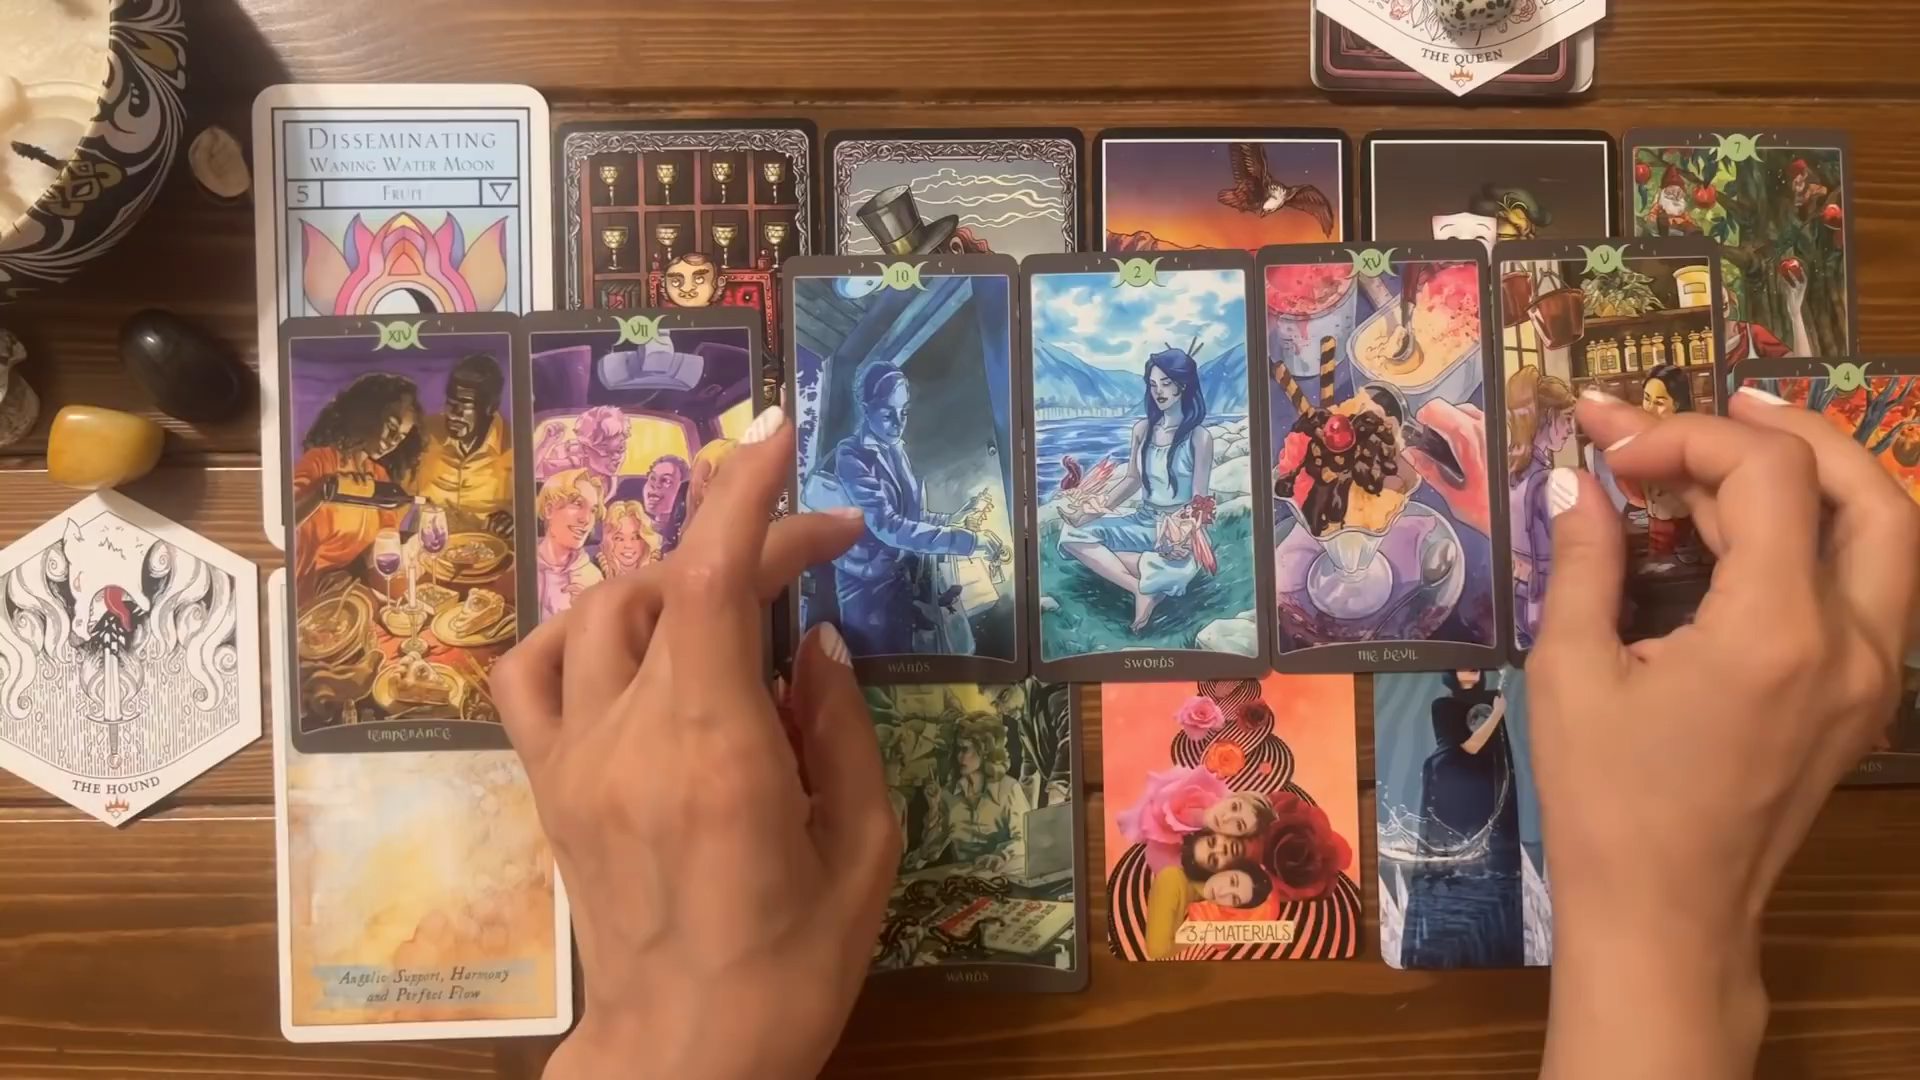 THE QUEEN
DISSEMINATING
WANING WATER MOON
5 FRUIT
7
XIV
VII
10
2
XV
V
4
TEMPERANCE
WANDS
SWORDS
THE DEVIL
THE HOUND
Angelic Support, Harmony
and Perfect Flow
WANDS
3 of MATERIALS